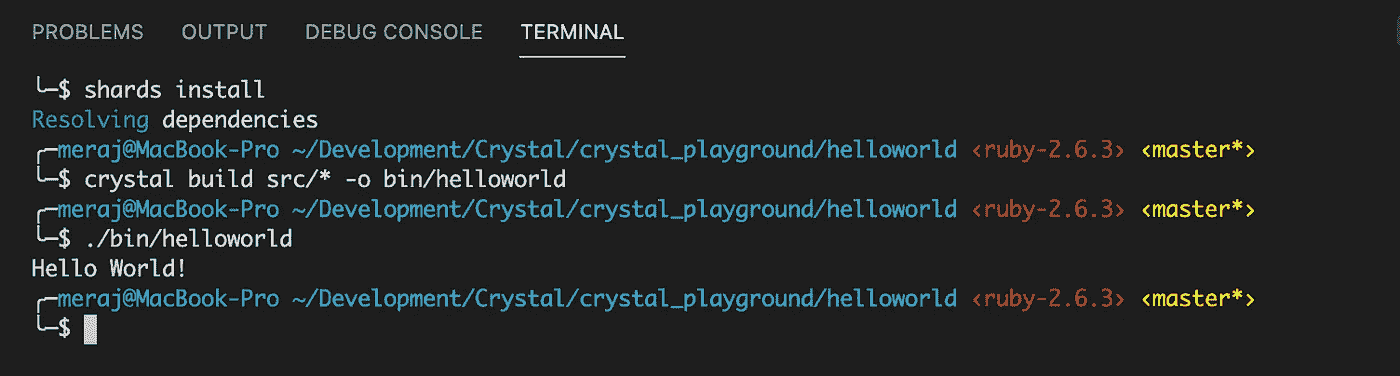 PROBLEMS OUTPUT DEBUG CONSOLE TERMINAL
╰─$ shards install
Resolving dependencies
╭─meraj@MacBook-Pro ~/Development/Crystal/crystal_playground/helloworld ‹ruby-2.6.3› ‹master*›
╰─$ crystal build src/* -o bin/helloworld
╭─meraj@MacBook-Pro ~/Development/Crystal/crystal_playground/helloworld ‹ruby-2.6.3› ‹master*›
╰─$ ./bin/helloworld
Hello World!
╭─meraj@MacBook-Pro ~/Development/Crystal/crystal_playground/helloworld ‹ruby-2.6.3› ‹master*›
╰─$